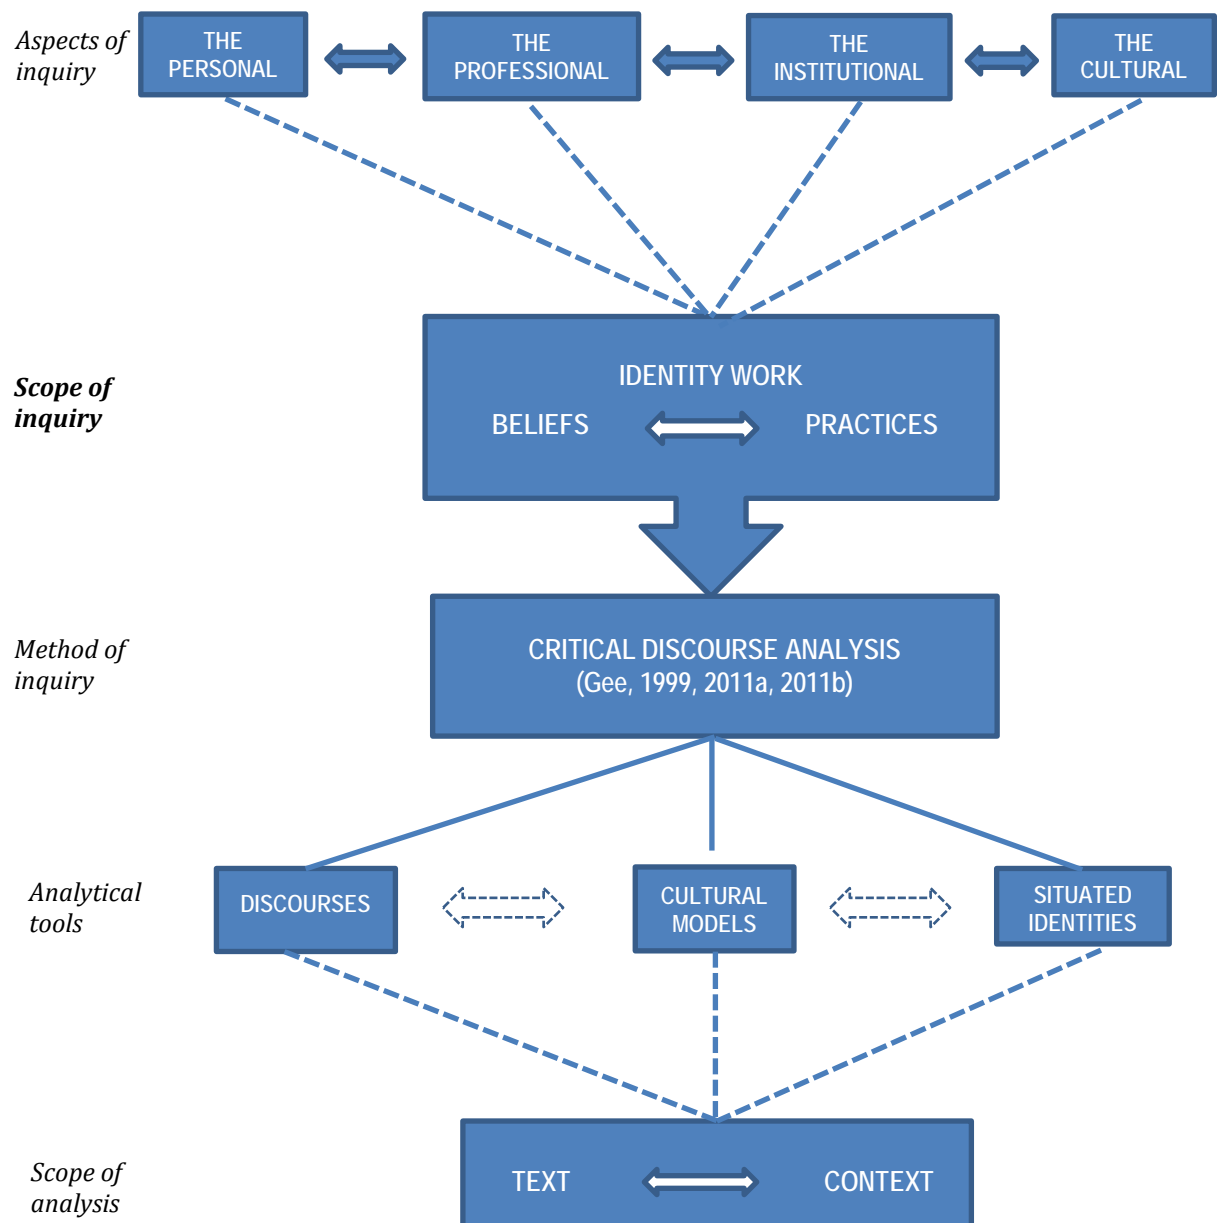 Aspects of
inquiry
THE
PERSONAL
THE
PROFESSIONAL
THE
INSTITUTIONAL
THE
CULTURAL
Scope of
inquiry
IDENTITY WORK
BELIEFS
PRACTICES
Method of
inquiry
CRITICAL DISCOURSE ANALYSIS
(Gee, 1999, 2011a, 2011b)
Analytical
tools
DISCOURSES
CULTURAL
MODELS
SITUATED
IDENTITIES
Scope of
analysis
TEXT
CONTEXT